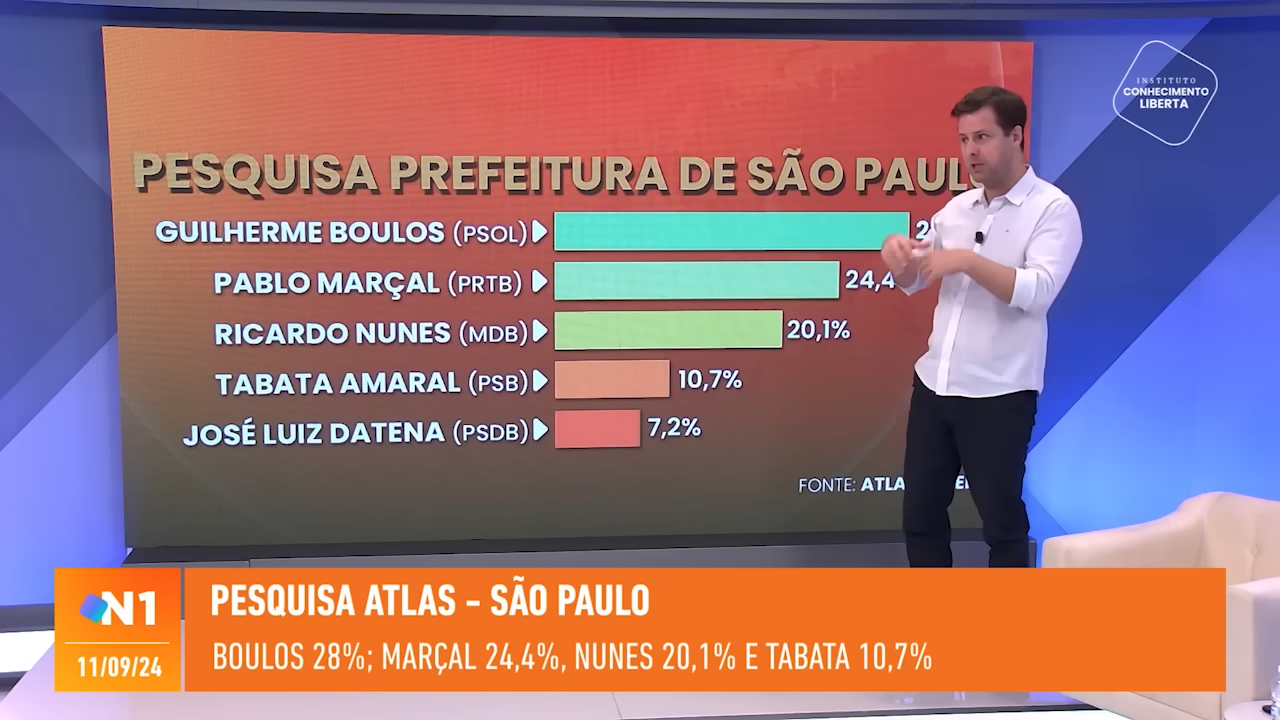 INSTITUTO
CONHECIMENTO
LIBERTA
PESQUISA PREFEITURA DE SÃO
GUILHERME BOULOS (PSOL)
PABLO MARÇAL (PRTB) 24,4
RICARDO NUNES (MDB) 20,1%
TABATA AMARAL (PSB) 10,7%
JOSÉ LUIZ DATENA (PSDB) 7,2%
FONTE:
N1
11/09/24
PESQUISA ATLAS – SÃO PAULO
BOULOS 28%; MARÇAL 24,4%, NUNES 20,1% E TABATA 10,7%